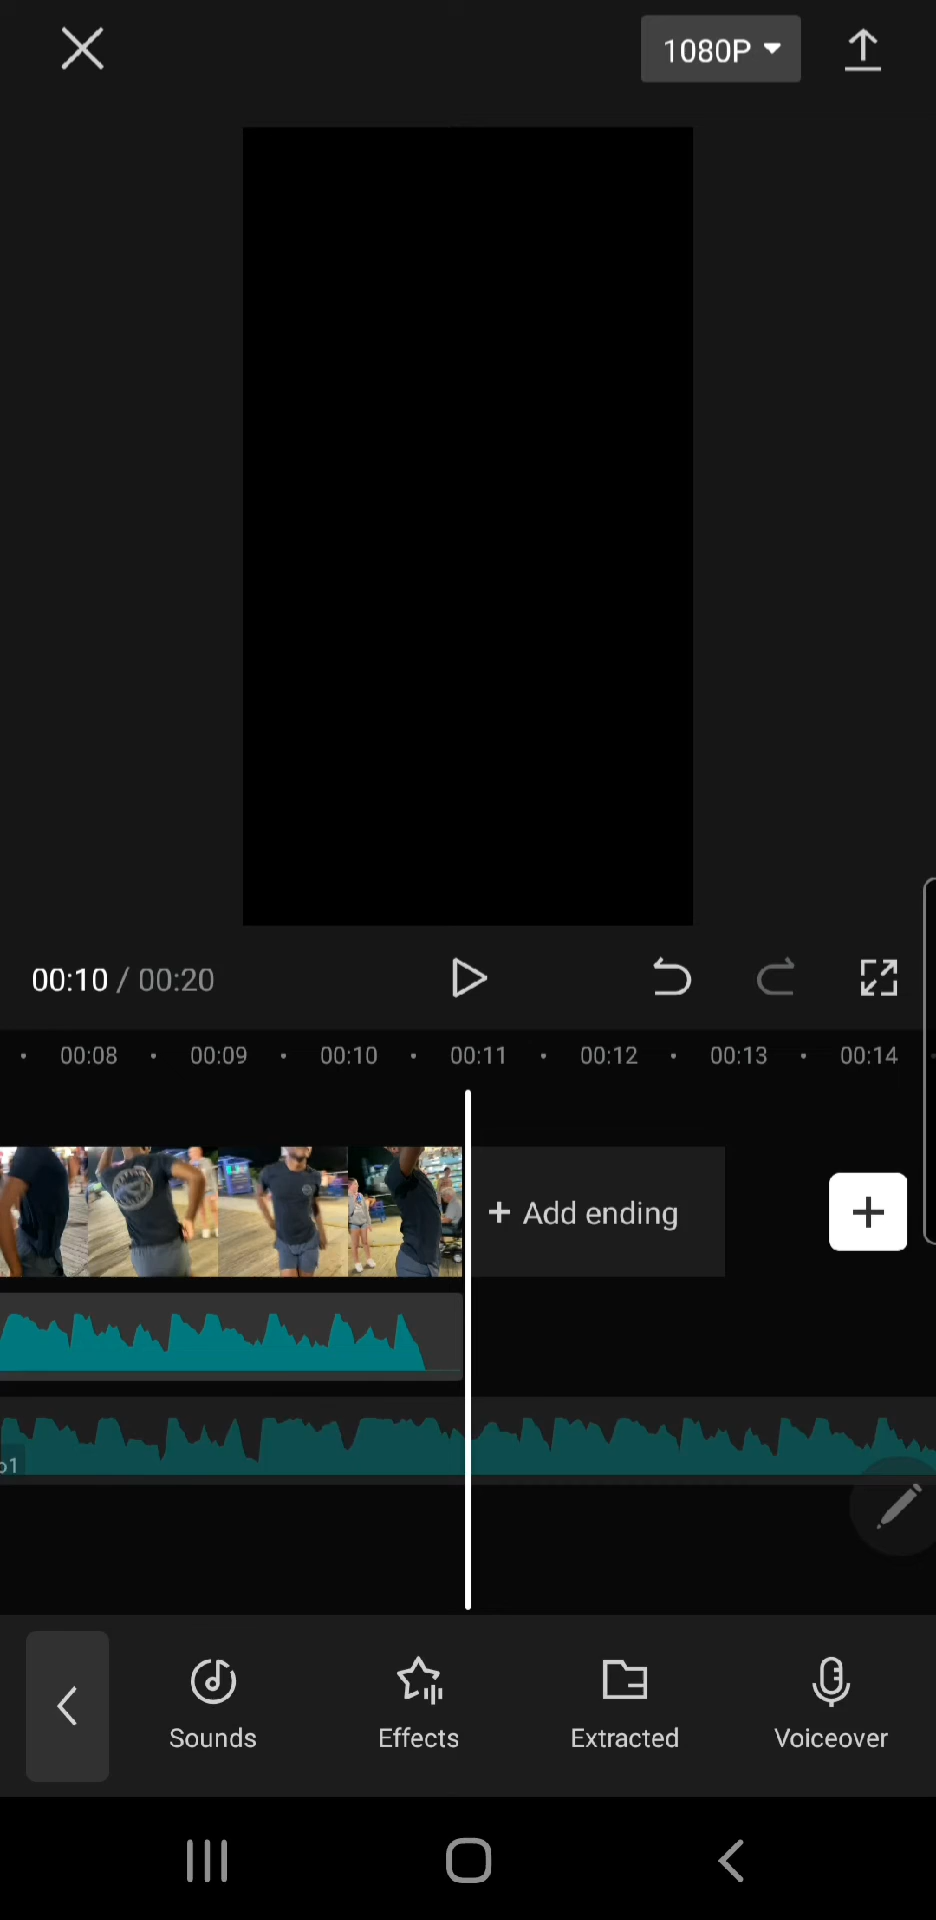 1080P
00:10 / 00:20
00:08 00:09 00:10 00:11 00:12 00:13 00:14
+ Add ending
Sounds Effects Extracted Voiceover